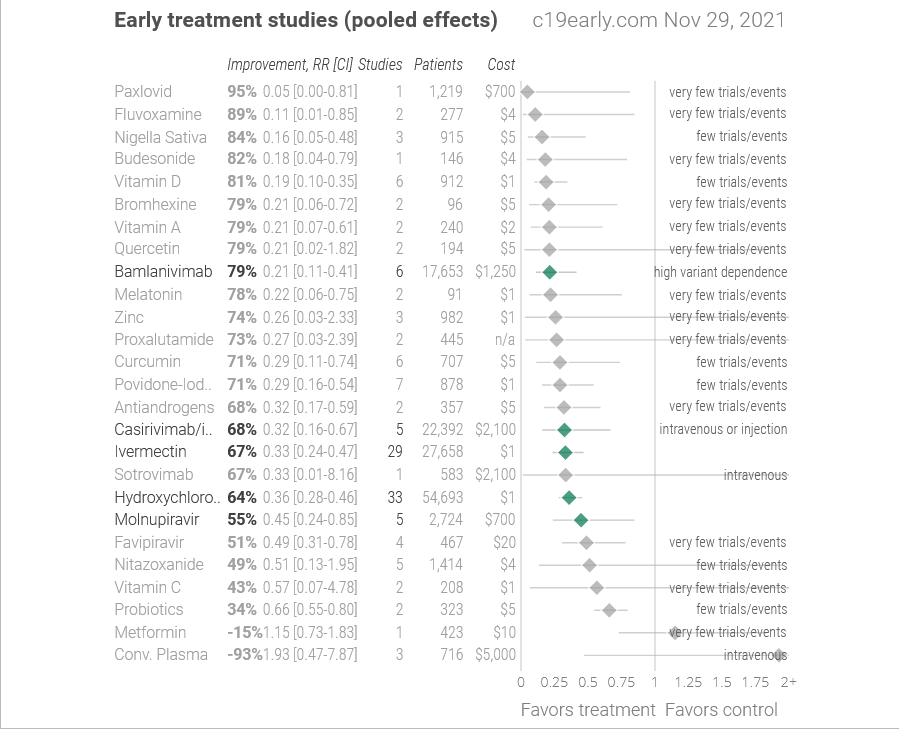 Early treatment studies (pooled effects) c19early.com Nov 29, 2021
Improvement, RR [CI] Studies Patients Cost
Paxlovid 95% 0.05 [0.00-0.81] 1 1,219 $700 very few trials/events
Fluvoxamine 89% 0.11 [0.01-0.85] 2 277 $4 very few trials/events
Nigella Sativa 84% 0.16 [0.05-0.48] 3 915 $5 few trials/events
Budesonide 82% 0.18 [0.04-0.79] 1 146 $4 very few trials/events
Vitamin D 81% 0.19 [0.10-0.35] 6 912 $1 few trials/events
Bromhexine 79% 0.21 [0.06-0.72] 2 96 $5 very few trials/events
Vitamin A 79% 0.21 [0.07-0.61] 2 240 $2 very few trials/events
Quercetin 79% 0.21 [0.02-1.82] 2 194 $5 very few trials/events
Bamlanivimab 79% 0.21 [0.11-0.41] 6 17,653 $1,250 high variant dependence
Melatonin 78% 0.22 [0.06-0.75] 2 91 $1 very few trials/events
Zinc 74% 0.26 [0.03-2.33] 3 982 $1 very few trials/events
Proxalutamide 73% 0.27 [0.03-2.39] 2 445 n/a very few trials/events
Curcumin 71% 0.29 [0.11-0.74] 6 707 $5 few trials/events
Povidone-Iod.. 71% 0.29 [0.16-0.54] 7 878 $1 few trials/events
Antiandrogens 68% 0.32 [0.17-0.59] 2 357 $5 very few trials/events
Casirivimab/i.. 68% 0.32 [0.16-0.67] 5 22,392 $2,100 intravenous or injection
Ivermectin 67% 0.33 [0.24-0.47] 29 27,658 $1
Sotrovimab 67% 0.33 [0.01-8.16] 1 583 $2,100 intravenous
Hydroxychloro.. 64% 0.36 [0.28-0.46] 33 54,693 $1
Molnupiravir 55% 0.45 [0.24-0.85] 5 2,724 $700
Favipiravir 51% 0.49 [0.31-0.78] 4 467 $20 very few trials/events
Nitazoxanide 49% 0.51 [0.13-1.95] 5 1,414 $4 few trials/events
Vitamin C 43% 0.57 [0.07-4.78] 2 208 $1 very few trials/events
Probiotics 34% 0.66 [0.55-0.80] 2 323 $5 few trials/events
Metformin -15% 1.15 [0.73-1.83] 1 423 $10 very few trials/events
Conv. Plasma -93% 1.93 [0.47-7.87] 3 716 $5,000 intravenous
0 0.25 0.5 0.75 1 1.25 1.5 1.75 2+
Favors treatment Favors control